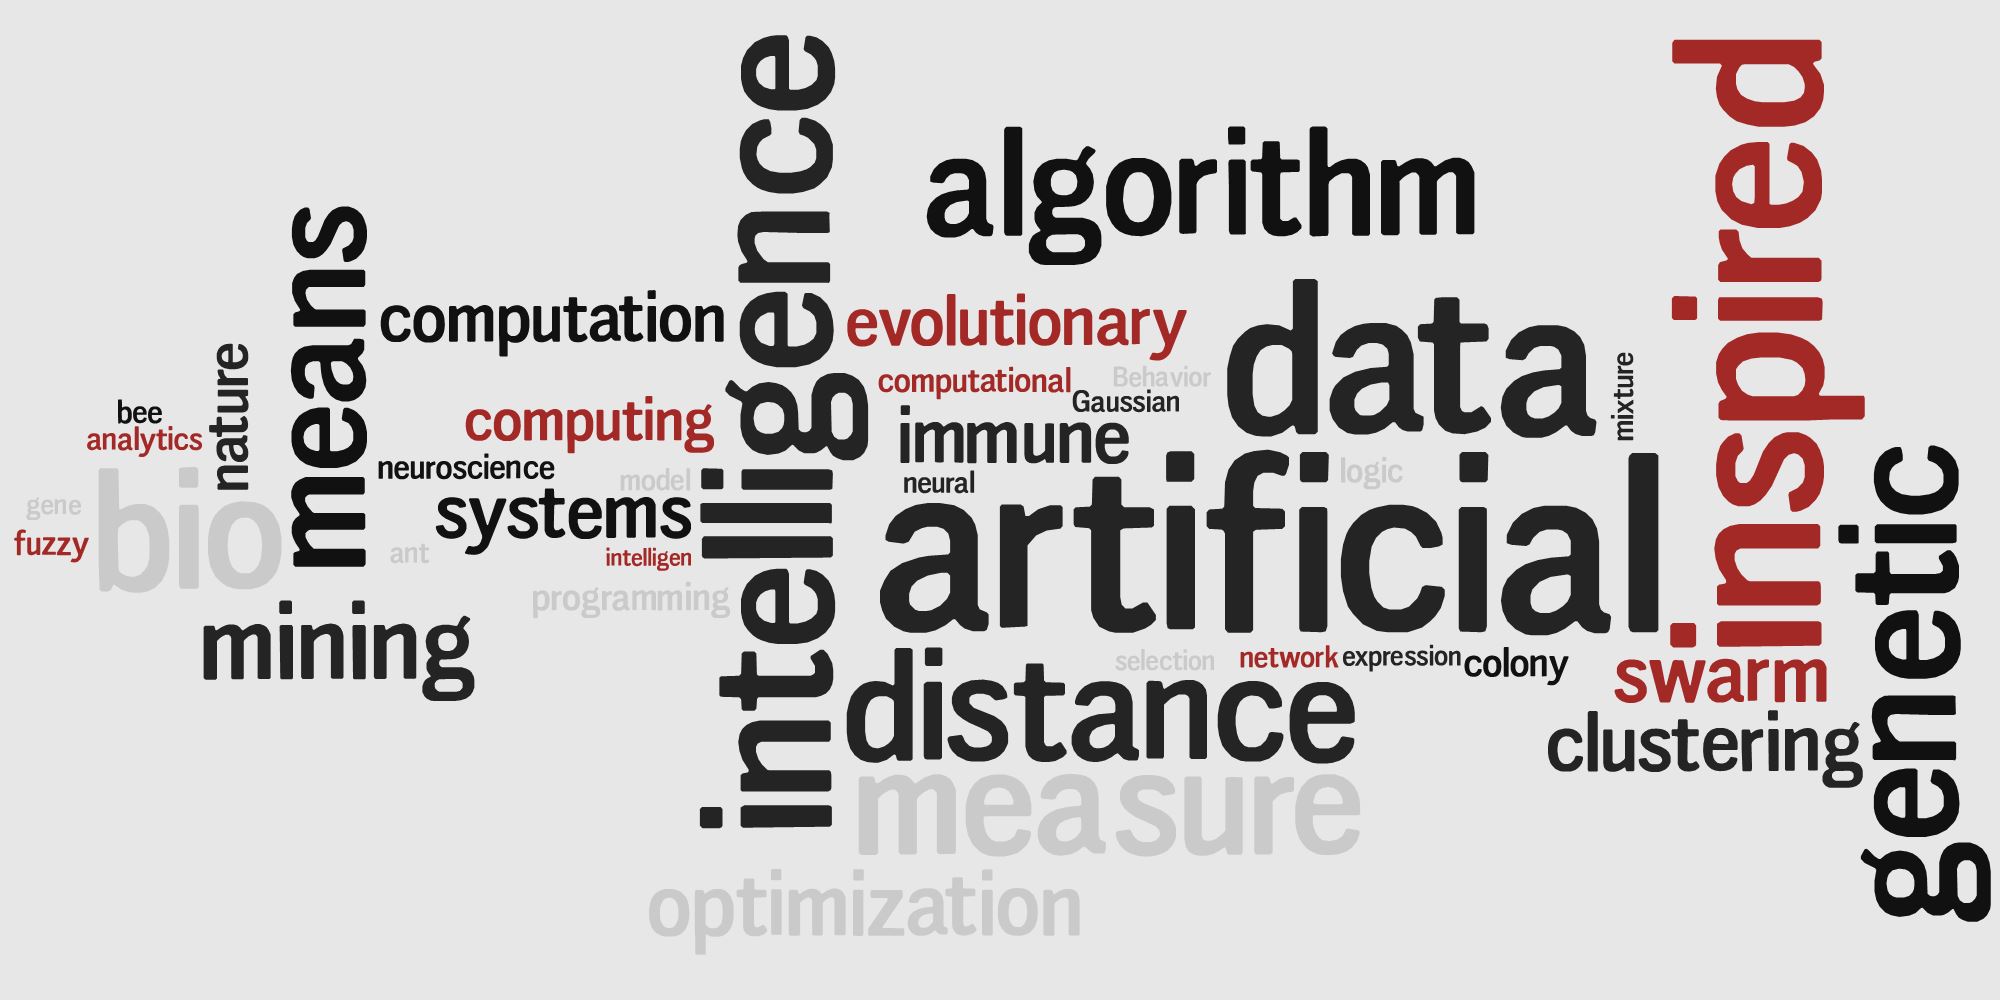 intelligence
inspired
algorithm
means
computation
evolutionary
data
nature
computational
Behavior
mixture
bee
Gaussian
computing
analytics
immune
neuroscience
model
neural
logic
genetic
bio
gene
systems
artificial
fuzzy
ant
intelligen
programming
mining
selection
network
expression
colony
swarm
distance
clustering
measure
optimization